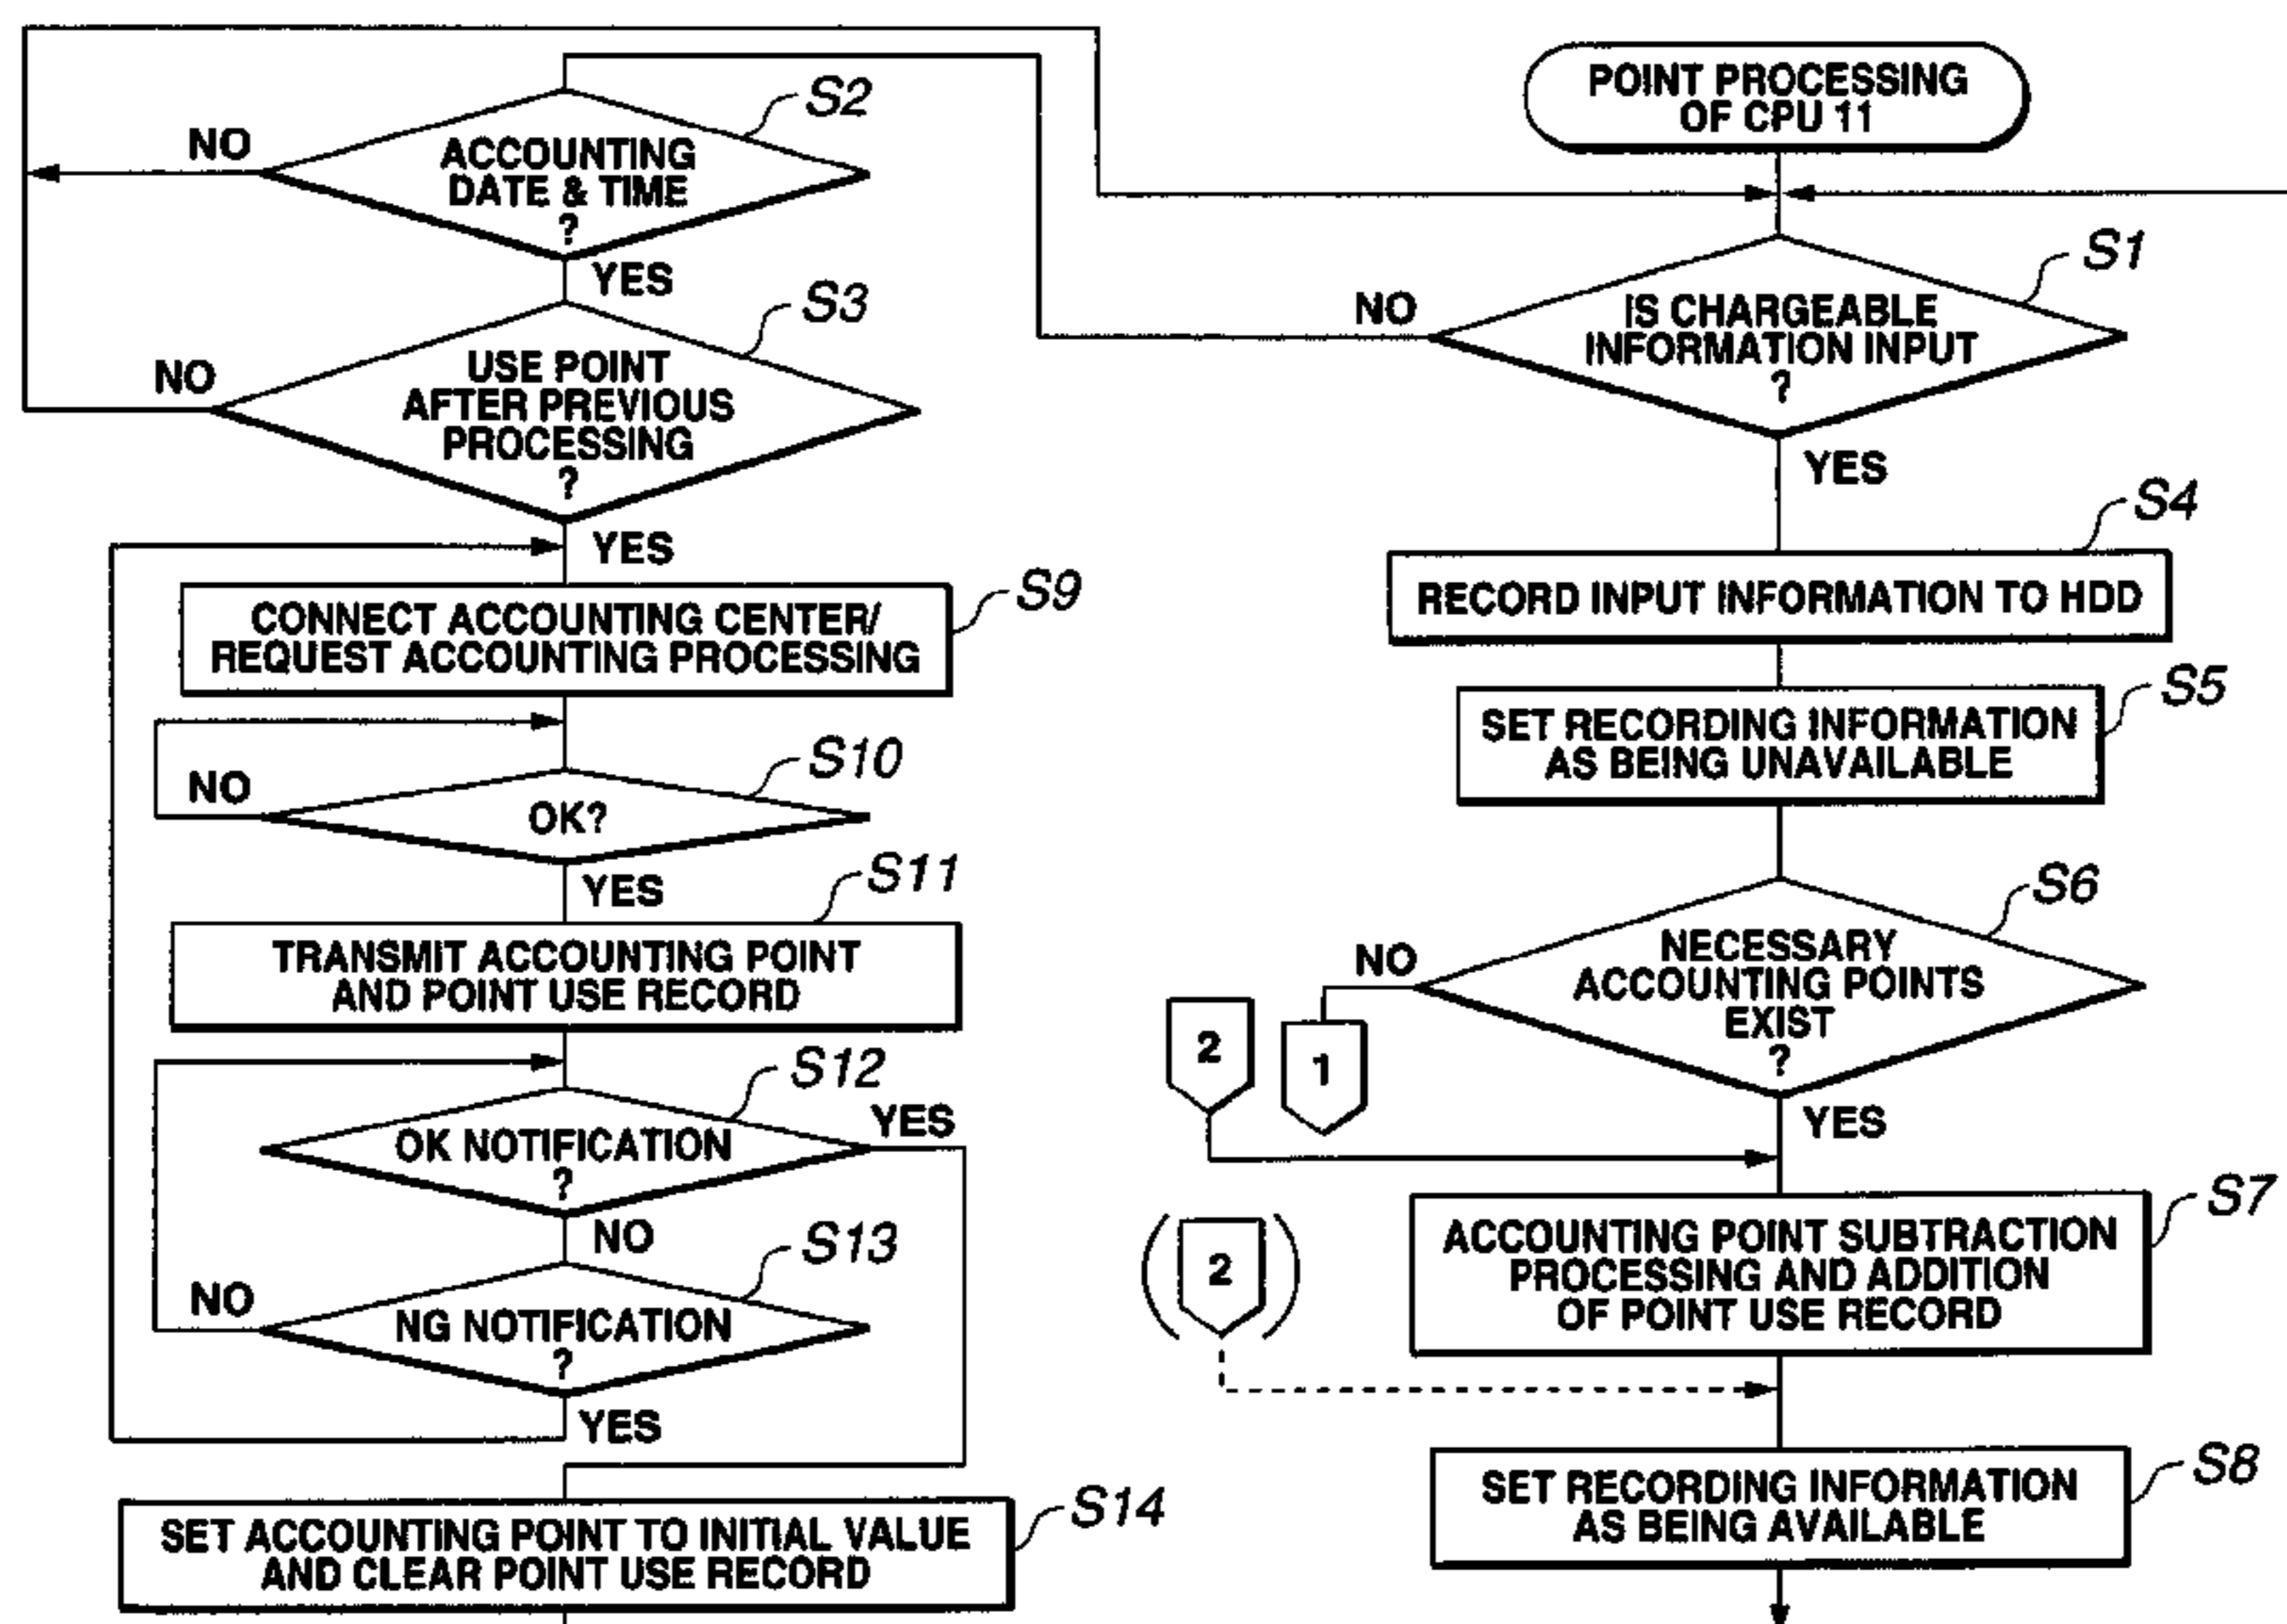 POINT PROCESSING
OF CPU 11
S1
IS CHARGEABLE
INFORMATION INPUT
?
NO
YES
S2
ACCOUNTING
DATE & TIME
?
NO
YES
S3
USE POINT
AFTER PREVIOUS
PROCESSING
?
NO
YES
S9
CONNECT ACCOUNTING CENTER/
REQUEST ACCOUNTING PROCESSING
S10
OK?
NO
YES
S11
TRANSMIT ACCOUNTING POINT
AND POINT USE RECORD
S12
OK NOTIFICATION
?
YES
NO
S13
NG NOTIFICATION
?
NO
YES
S14
SET ACCOUNTING POINT TO INITIAL VALUE
AND CLEAR POINT USE RECORD
S4
RECORD INPUT INFORMATION TO HDD
S5
SET RECORDING INFORMATION
AS BEING UNAVAILABLE
S6
NECESSARY
ACCOUNTING POINTS
EXIST
?
NO
YES
2
1
S7
ACCOUNTING POINT SUBTRACTION
PROCESSING AND ADDITION
OF POINT USE RECORD
(2)
S8
SET RECORDING INFORMATION
AS BEING AVAILABLE